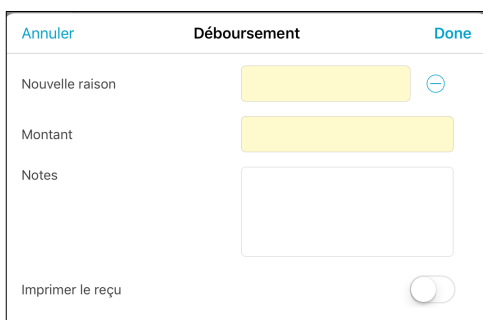 Annuler Déboursement Done
Nouvelle raison
Montant
Notes
Imprimer le reçu